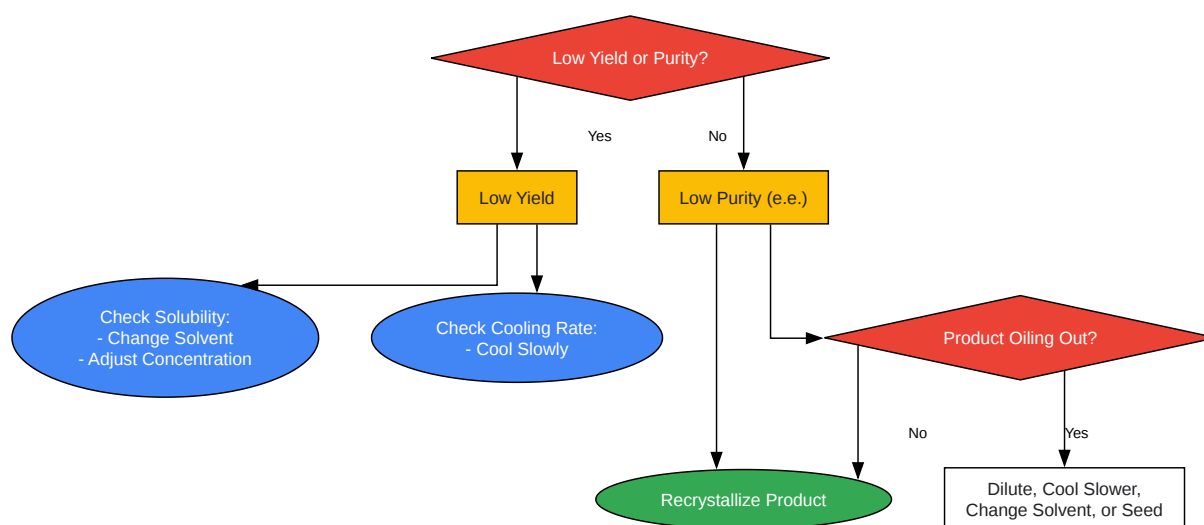 Low Yield or Purity?
Yes
No
Low Yield
Low Purity (e.e.)
Check Solubility:
- Change Solvent
- Adjust Concentration
Check Cooling Rate:
- Cool Slowly
Product Oiling Out?
No
Yes
Recrystallize Product
Dilute, Cool Slower,
Change Solvent, or Seed